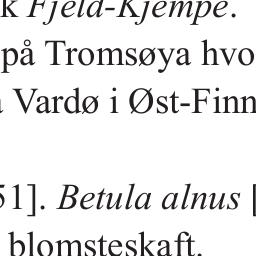 k Fjeld-Kjempe.
på Tromsøya hvo
Vardø i Øst-Finn
51]. Betula alnus [
blomsteskaft.